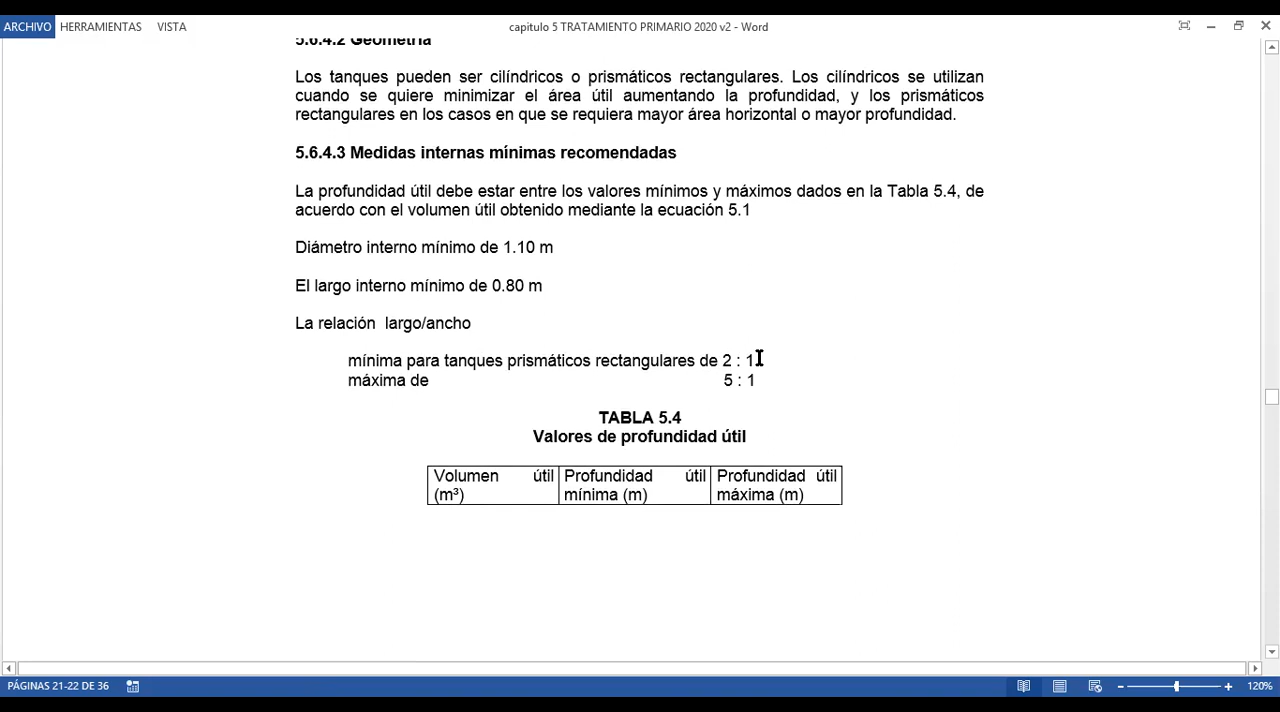 ARCHIVO HERRAMIENTAS VISTA capitulo 5 TRATAMIENTO PRIMARIO 2020 v2 - Word
5.6.4.2 Geometría
Los tanques pueden ser cilíndricos o prismáticos rectangulares. Los cilíndricos se utilizan
cuando se quiere minimizar el área útil aumentando la profundidad, y los prismáticos
rectangulares en los casos en que se requiera mayor área horizontal o mayor profundidad.
5.6.4.3 Medidas internas mínimas recomendadas
La profundidad útil debe estar entre los valores mínimos y máximos dados en la Tabla 5.4, de
acuerdo con el volumen útil obtenido mediante la ecuación 5.1
Diámetro interno mínimo de 1.10 m
El largo interno mínimo de 0.80 m
La relación largo/ancho
mínima para tanques prismáticos rectangulares de 2 : 1
máxima de 5 : 1
TABLA 5.4
Valores de profundidad útil
Volumen útil (m³)
Profundidad útil mínima (m)
Profundidad útil máxima (m)
PÁGINAS 21-22 DE 36 120%